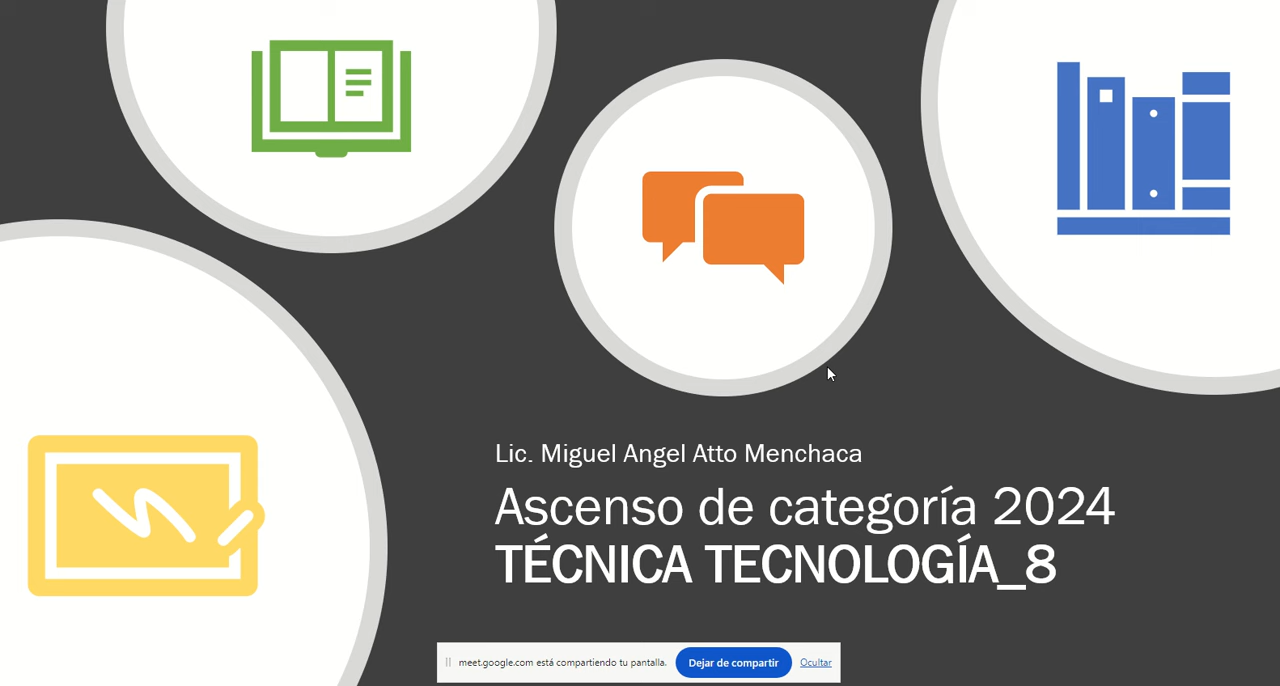 Lic. Miguel Angel Atto Menchaca
Ascenso de categoría 2024
TÉCNICA TECNOLOGÍA_8
meet.google.com está compartiendo tu pantalla. Dejar de compartir Ocultar